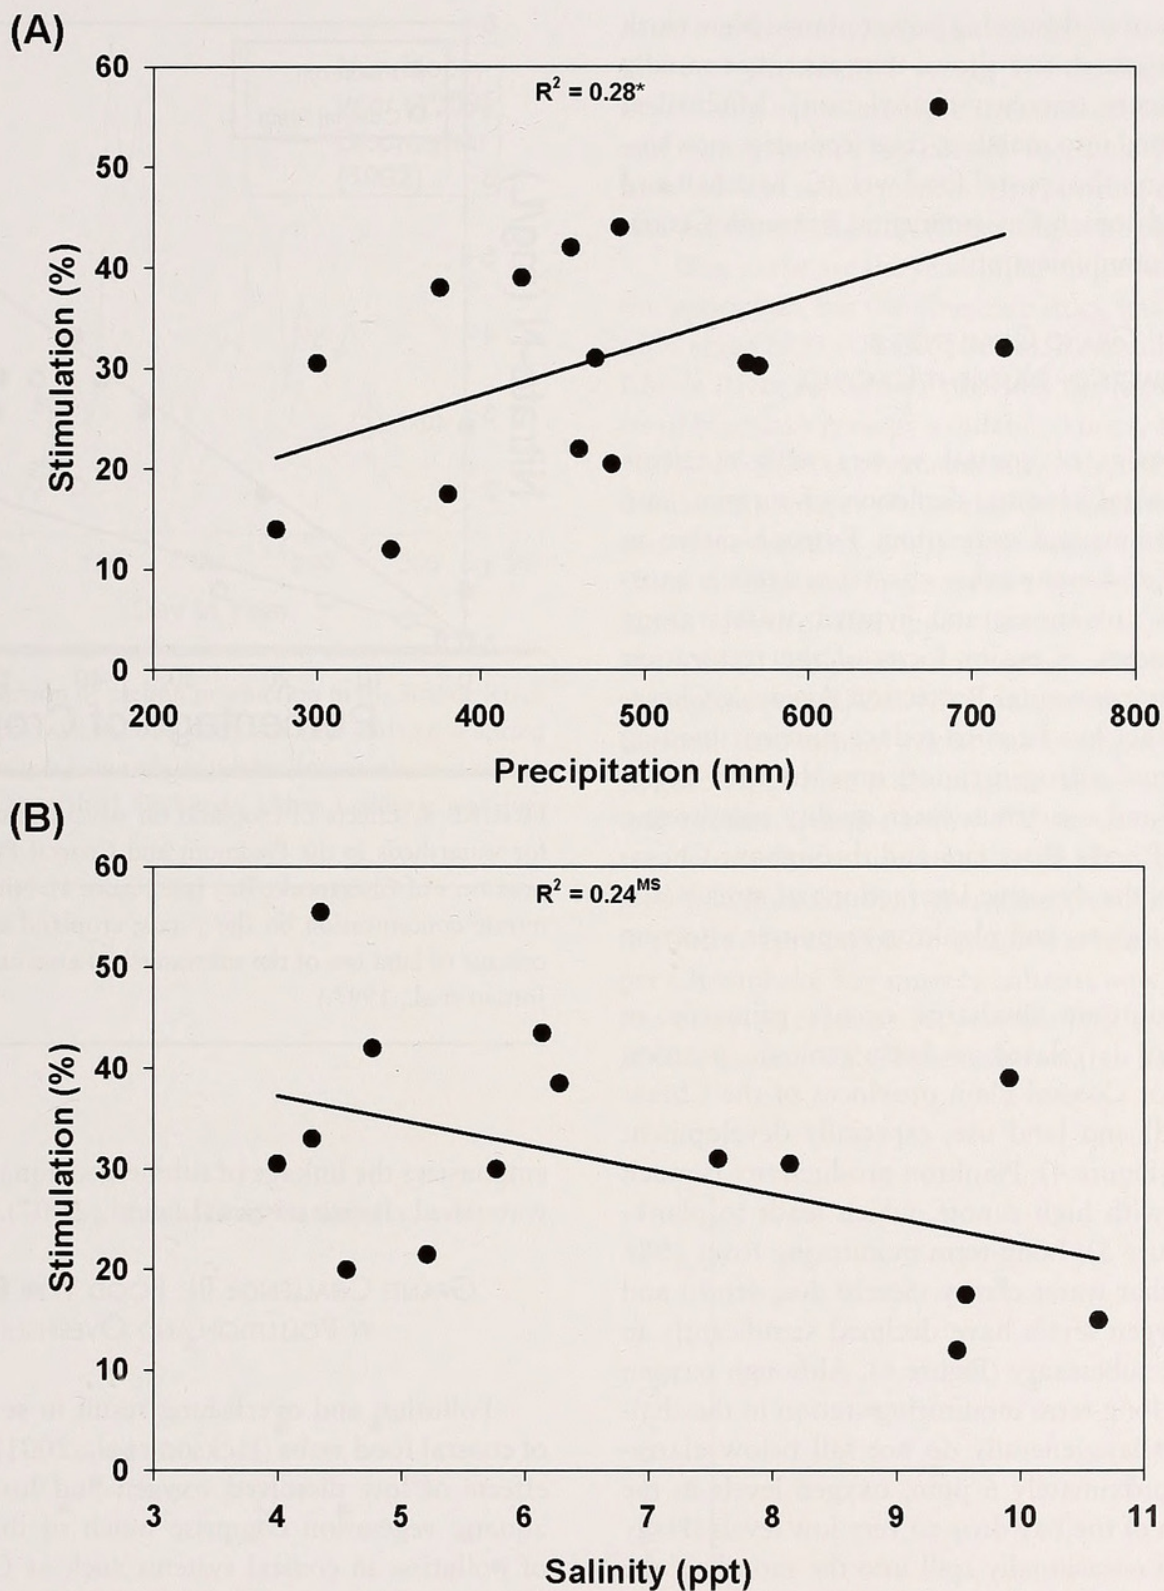 (A)
60
50
40
30
20
10
0
Stimulation (%)
R² = 0.28*
200 300 400 500 600 700 800
Precipitation (mm)
(B)
60
50
40
30
20
10
0
Stimulation (%)
R² = 0.24ᴹˢ
3 4 5 6 7 8 9 10 11
Salinity (ppt)